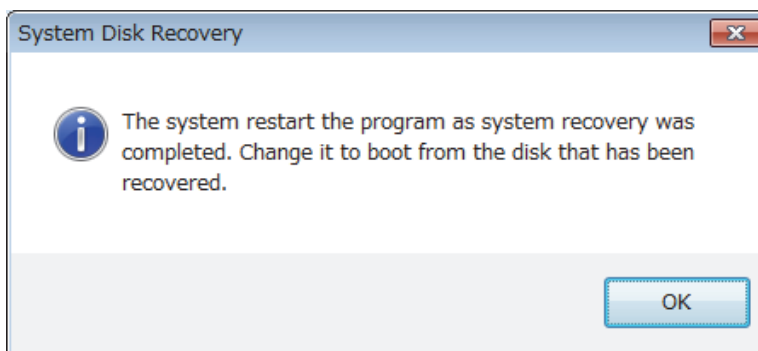 System Disk Recovery
The system restart the program as system recovery was
completed. Change it to boot from the disk that has been
recovered.
OK